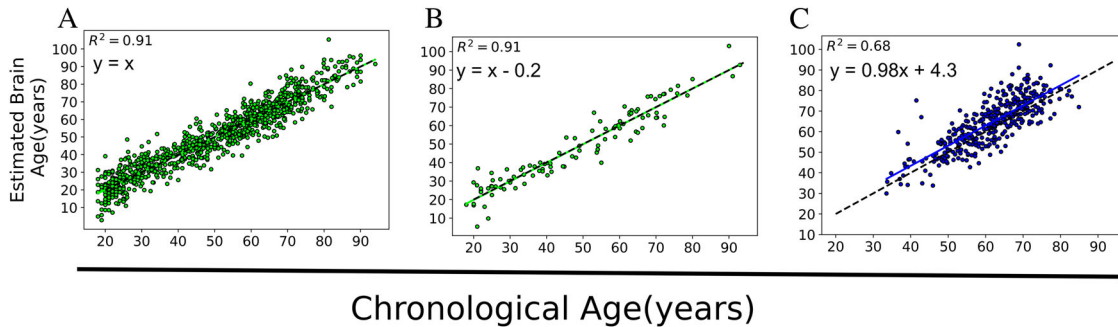 A
R² = 0.91
y = x
100
90
80
70
60
50
40
30
20
10
20 30 40 50 60 70 80 90
B
R² = 0.91
y = x - 0.2
100
90
80
70
60
50
40
30
20
10
20 30 40 50 60 70 80 90
C
R² = 0.68
y = 0.98x + 4.3
100
90
80
70
60
50
40
30
20
10
20 30 40 50 60 70 80 90
Estimated Brain
Age(years)
Chronological Age(years)